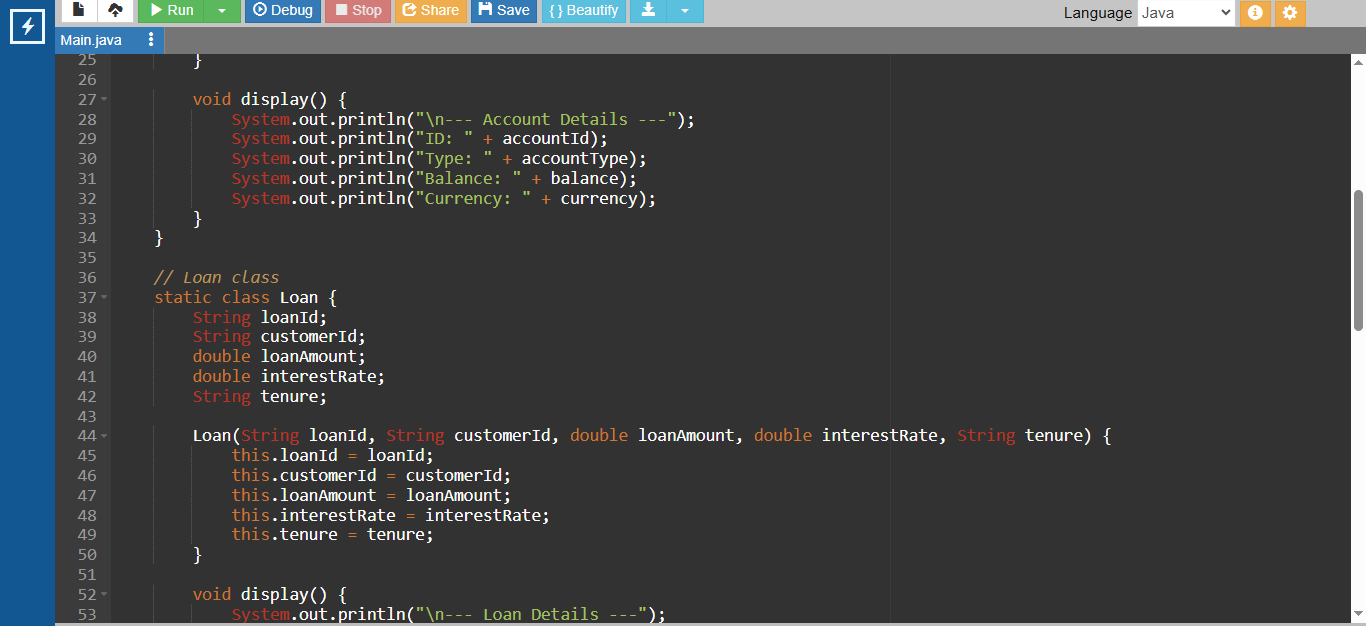 Run Debug Stop Share Save { } Beautify Language Java
Main.java
25 }
26
27 void display() {
28 System.out.println("\n--- Account Details ---");
29 System.out.println("ID: " + accountId);
30 System.out.println("Type: " + accountType);
31 System.out.println("Balance: " + balance);
32 System.out.println("Currency: " + currency);
33 }
34 }
35
36 // Loan class
37 static class Loan {
38 String loanId;
39 String customerId;
40 double loanAmount;
41 double interestRate;
42 String tenure;
43
44 Loan(String loanId, String customerId, double loanAmount, double interestRate, String tenure) {
45 this.loanId = loanId;
46 this.customerId = customerId;
47 this.loanAmount = loanAmount;
48 this.interestRate = interestRate;
49 this.tenure = tenure;
50 }
51
52 void display() {
53 System.out.println("\n--- Loan Details ---");